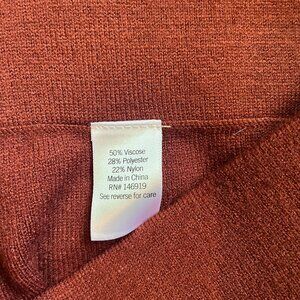 50% Viscose
28% Polyester
22% Nylon
Made in China
RN# 146919
See reverse for care